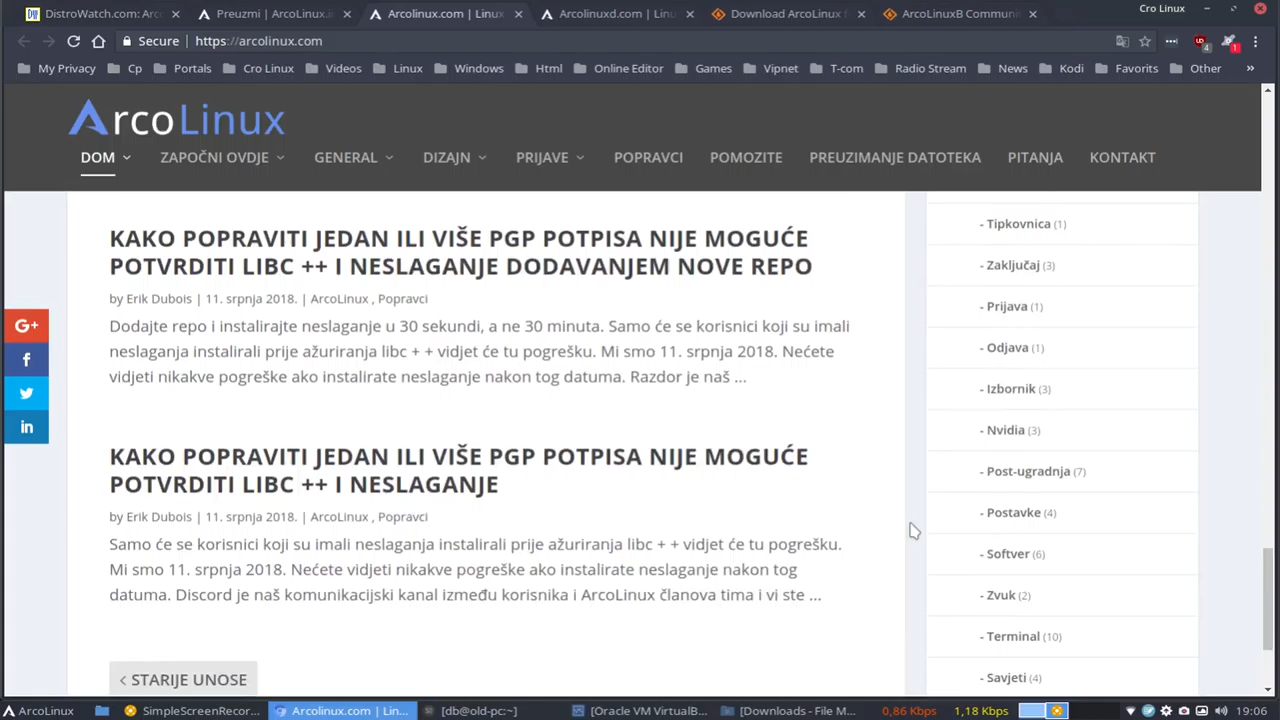 DistroWatch.com: Arc
Preuzmi | ArcoLinux.i
Arcolinux.com | Linux
Arcolinuxd.com | Linu
Download ArcoLinux f
ArcoLinuxB Communi
Cro Linux
Secure
https://arcolinux.com
4
1
My Privacy
Cp
Portals
Cro Linux
Videos
Linux
Windows
Html
Online Editor
Games
Vipnet
T-com
Radio Stream
News
Kodi
Favorits
Other
»
ArcoLinux
DOM
ZAPOČNI OVDJE
GENERAL
DIZAJN
PRIJAVE
POPRAVCI
POMOZITE
PREUZIMANJE DATOTEKA
PITANJA
KONTAKT
KAKO POPRAVITI JEDAN ILI VIŠE PGP POTPISA NIJE MOGUĆE
POTVRDITI LIBC ++ I NESLAGANJE DODAVANJEM NOVE REPO
by Erik Dubois | 11. srpnja 2018. | ArcoLinux , Popravci
Dodajte repo i instalirajte neslaganje u 30 sekundi, a ne 30 minuta. Samo će se korisnici koji su imali
neslaganja instalirali prije ažuriranja libc + + vidjet će tu pogrešku. Mi smo 11. srpnja 2018. Nećete
vidjeti nikakve pogreške ako instalirate neslaganje nakon tog datuma. Razdor je naš ...
KAKO POPRAVITI JEDAN ILI VIŠE PGP POTPISA NIJE MOGUĆE
POTVRDITI LIBC ++ I NESLAGANJE
by Erik Dubois | 11. srpnja 2018. | ArcoLinux , Popravci
Samo će se korisnici koji su imali neslaganja instalirali prije ažuriranja libc + + vidjet će tu pogrešku.
Mi smo 11. srpnja 2018. Nećete vidjeti nikakve pogreške ako instalirate neslaganje nakon tog
datuma. Discord je naš komunikacijski kanal između korisnika i ArcoLinux članova tima i vi ste ...
< STARIJE UNOSE
- Tipkovnica (1)
- Zaključaj (3)
- Prijava (1)
- Odjava (1)
- Izbornik (3)
- Nvidia (3)
- Post-ugradnja (7)
- Postavke (4)
- Softver (6)
- Zvuk (2)
- Terminal (10)
- Savjeti (4)
G+
f
in
ArcoLinux
SimpleScreenRecor...
Arcolinux.com | Lin...
[db@old-pc:~]
[Oracle VM VirtualB...
[Downloads - File M...
0,86 Kbps
1,18 Kbps
19:06